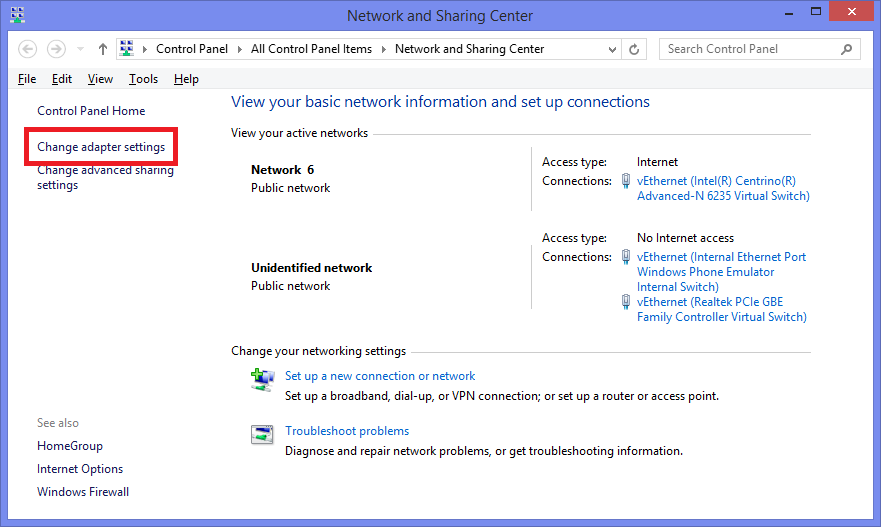 Network and Sharing Center
Control Panel
All Control Panel Items
Network and Sharing Center
Search Control Panel
File Edit View Tools Help
Control Panel Home
Change adapter settings
Change advanced sharing
settings
See also
HomeGroup
Internet Options
Windows Firewall
View your basic network information and set up connections
View your active networks
Network 6
Public network
Access type: Internet
Connections: vEthernet (Intel(R) Centrino(R)
Advanced-N 6235 Virtual Switch)
Unidentified network
Public network
Access type: No Internet access
Connections: vEthernet (Internal Ethernet Port
Windows Phone Emulator
Internal Switch)
vEthernet (Realtek PCIe GBE
Family Controller Virtual Switch)
Change your networking settings
Set up a new connection or network
Set up a broadband, dial-up, or VPN connection; or set up a router or access point.
Troubleshoot problems
Diagnose and repair network problems, or get troubleshooting information.